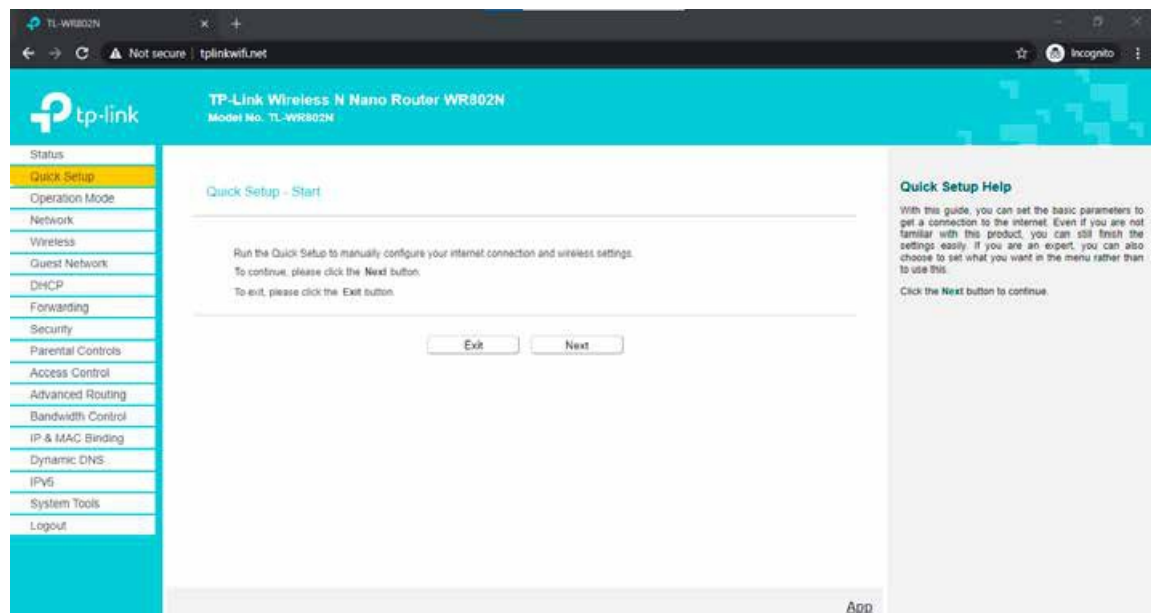 TL-WR802N
Not secure | tplinkwifi.net
Incognito
tp-link
TP-Link Wireless N Nano Router WR802N
Model No. TL-WR802N
Status
Quick Setup
Operation Mode
Network
Wireless
Guest Network
DHCP
Forwarding
Security
Parental Controls
Access Control
Advanced Routing
Bandwidth Control
IP & MAC Binding
Dynamic DNS
IPv6
System Tools
Logout
Quick Setup - Start
Run the Quick Setup to manually configure your internet connection and wireless settings.
To continue, please click the Next button.
To exit, please click the Exit button.
Exit
Next
Quick Setup Help
With this guide, you can set the basic parameters to
get a connection to the internet. Even if you are not
familiar with this product, you can still finish the
settings easily. If you are an expert, you can also
choose to set what you want in the menu rather than
to use this.
Click the Next button to continue.
App